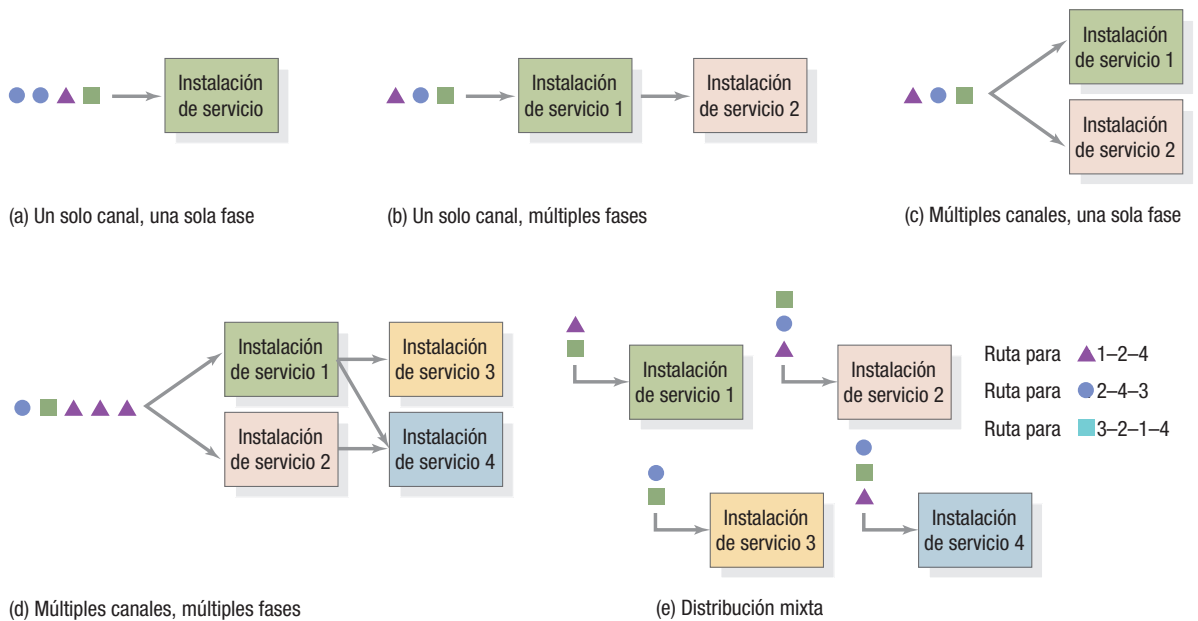 Instalación
de servicio
(a) Un solo canal, una sola fase
Instalación
de servicio 1
Instalación
de servicio 2
(b) Un solo canal, múltiples fases
Instalación
de servicio 1
Instalación
de servicio 2
(c) Múltiples canales, una sola fase
Instalación
de servicio 1
Instalación
de servicio 2
Instalación
de servicio 3
Instalación
de servicio 4
(d) Múltiples canales, múltiples fases
Instalación
de servicio 1
Instalación
de servicio 2
Instalación
de servicio 3
Instalación
de servicio 4
Ruta para 1–2–4
Ruta para 2–4–3
Ruta para 3–2–1–4
(e) Distribución mixta